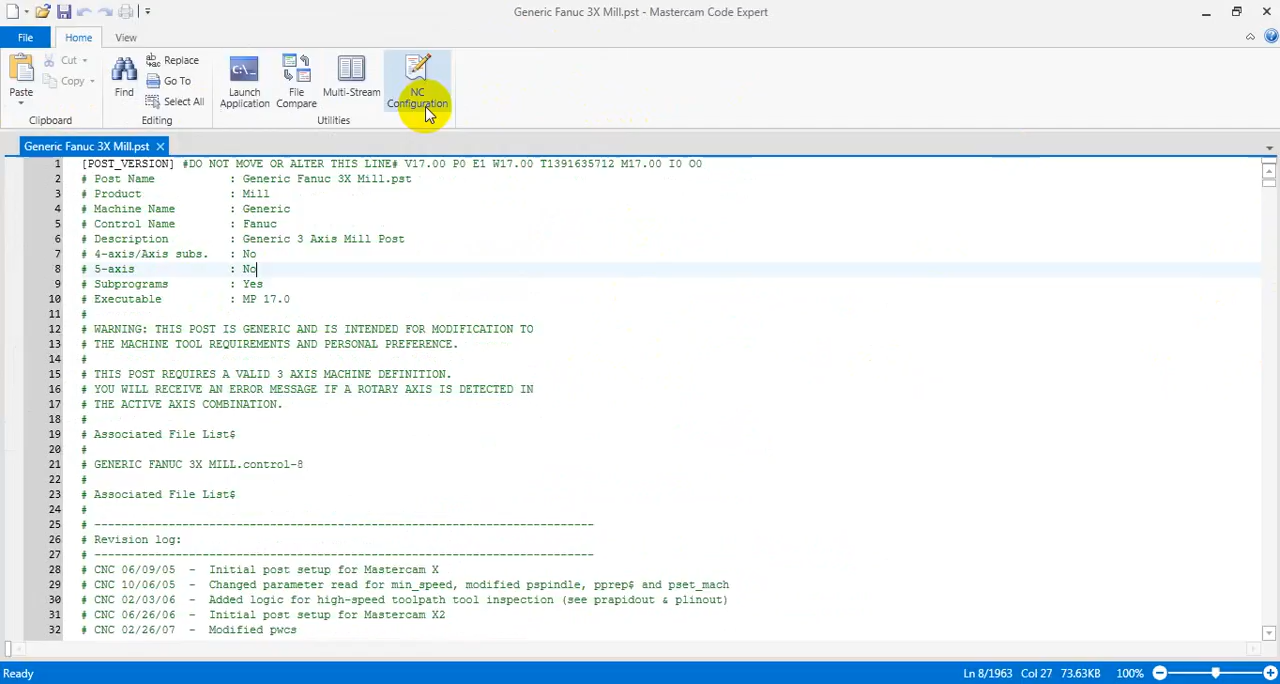 Generic Fanuc 3X Mill.pst - Mastercam Code Expert
File Home View
Paste Cut Copy Find Replace Go To Select All Launch Application File Compare Multi-Stream NC Configuration
Clipboard Editing Utilities
Generic Fanuc 3X Mill.pst
1 [POST_VERSION] #DO NOT MOVE OR ALTER THIS LINE# V17.00 P0 E1 W17.00 T1391635712 M17.00 I0 O0
2 # Post Name : Generic Fanuc 3X Mill.pst
3 # Product : Mill
4 # Machine Name : Generic
5 # Control Name : Fanuc
6 # Description : Generic 3 Axis Mill Post
7 # 4-axis/Axis subs. : No
8 # 5-axis : No
9 # Subprograms : Yes
10 # Executable : MP 17.0
11 #
12 # WARNING: THIS POST IS GENERIC AND IS INTENDED FOR MODIFICATION TO
13 # THE MACHINE TOOL REQUIREMENTS AND PERSONAL PREFERENCE.
14 #
15 # THIS POST REQUIRES A VALID 3 AXIS MACHINE DEFINITION.
16 # YOU WILL RECEIVE AN ERROR MESSAGE IF A ROTARY AXIS IS DETECTED IN
17 # THE ACTIVE AXIS COMBINATION.
18 #
19 # Associated File List$
20 #
21 # GENERIC FANUC 3X MILL.control-8
22 #
23 # Associated File List$
24 #
25 # --------------------------------------------------------------------------
26 # Revision log:
27 # --------------------------------------------------------------------------
28 # CNC 06/09/05 - Initial post setup for Mastercam X
29 # CNC 10/06/05 - Changed parameter read for min_speed, modified pspindle, pprep$ and pset_mach
30 # CNC 02/03/06 - Added logic for high-speed toolpath tool inspection (see prapidout & plinout)
31 # CNC 06/26/06 - Initial post setup for Mastercam X2
32 # CNC 02/26/07 - Modified pwcs
Ready Ln 8/1963 Col 27 73.63KB 100%